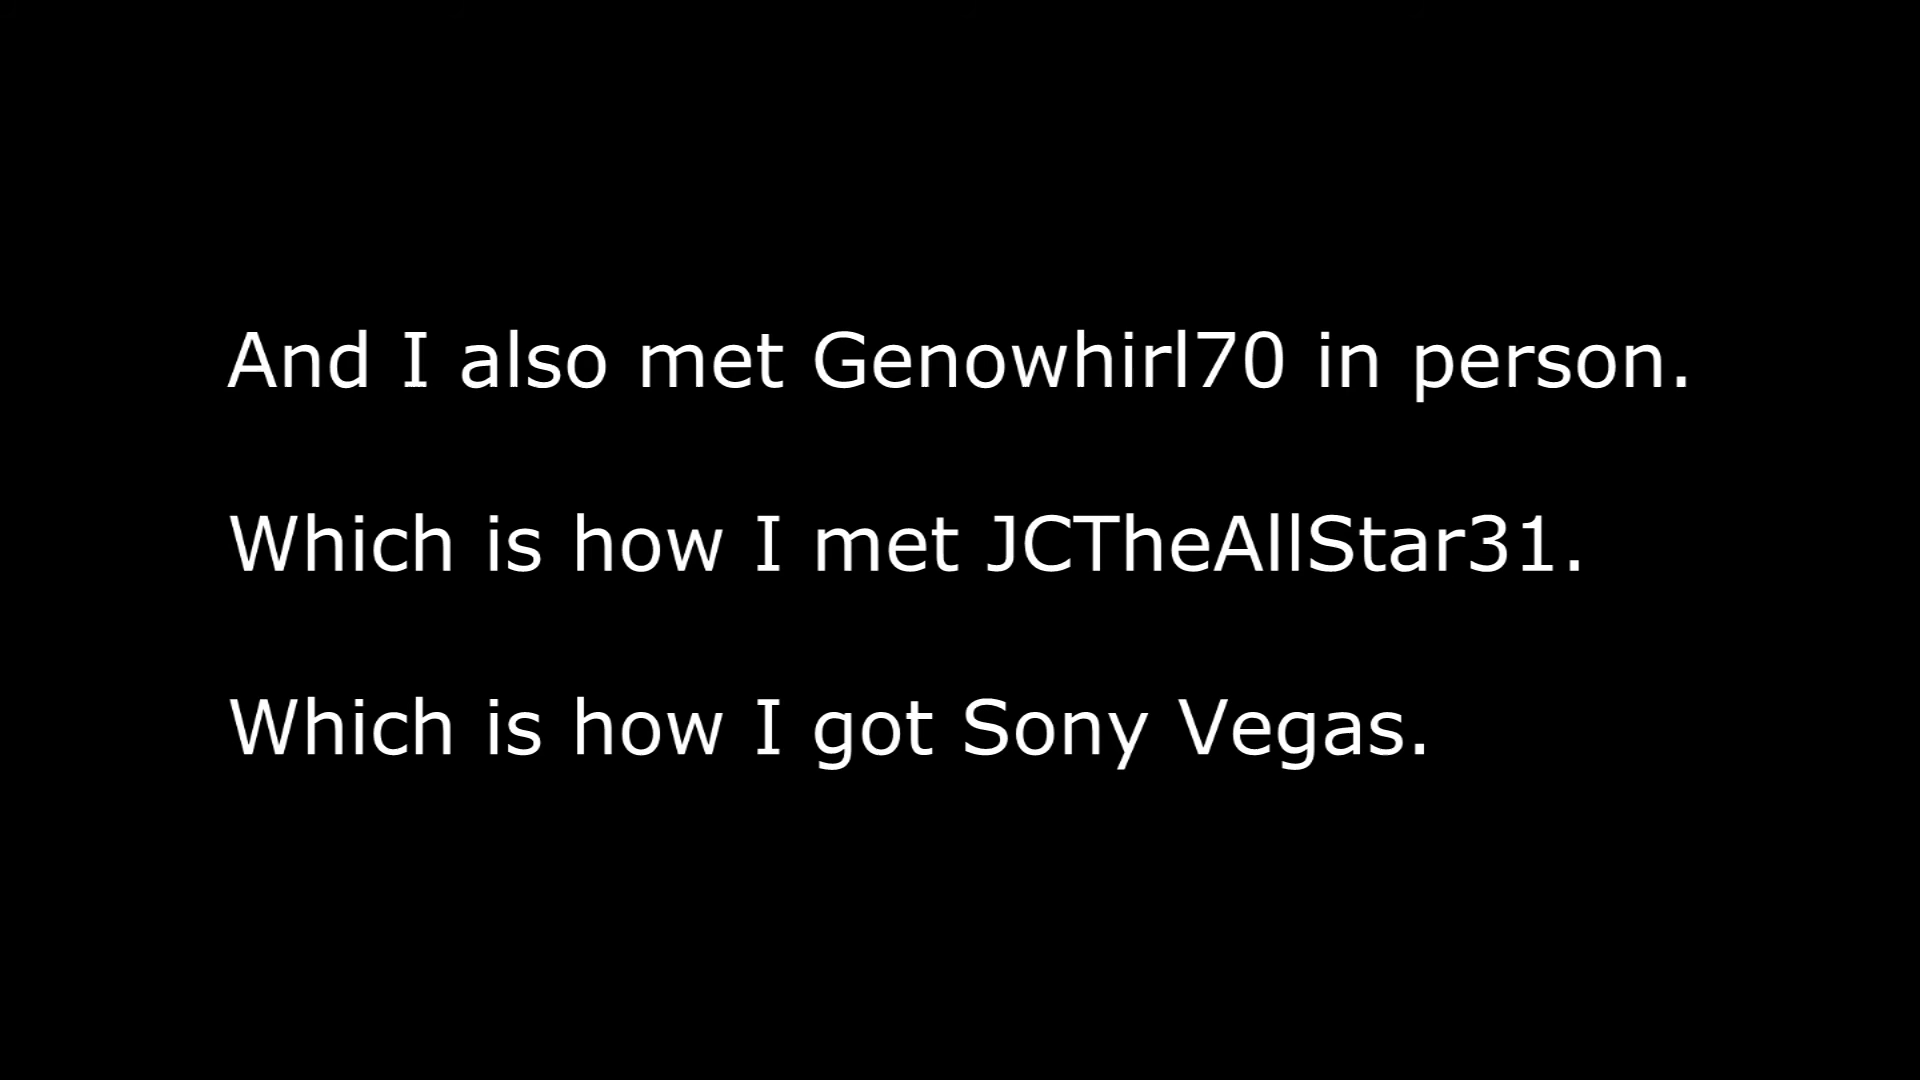 And I also met Genowhirl70 in person.
Which is how I met JCTheAllStar31.
Which is how I got Sony Vegas.